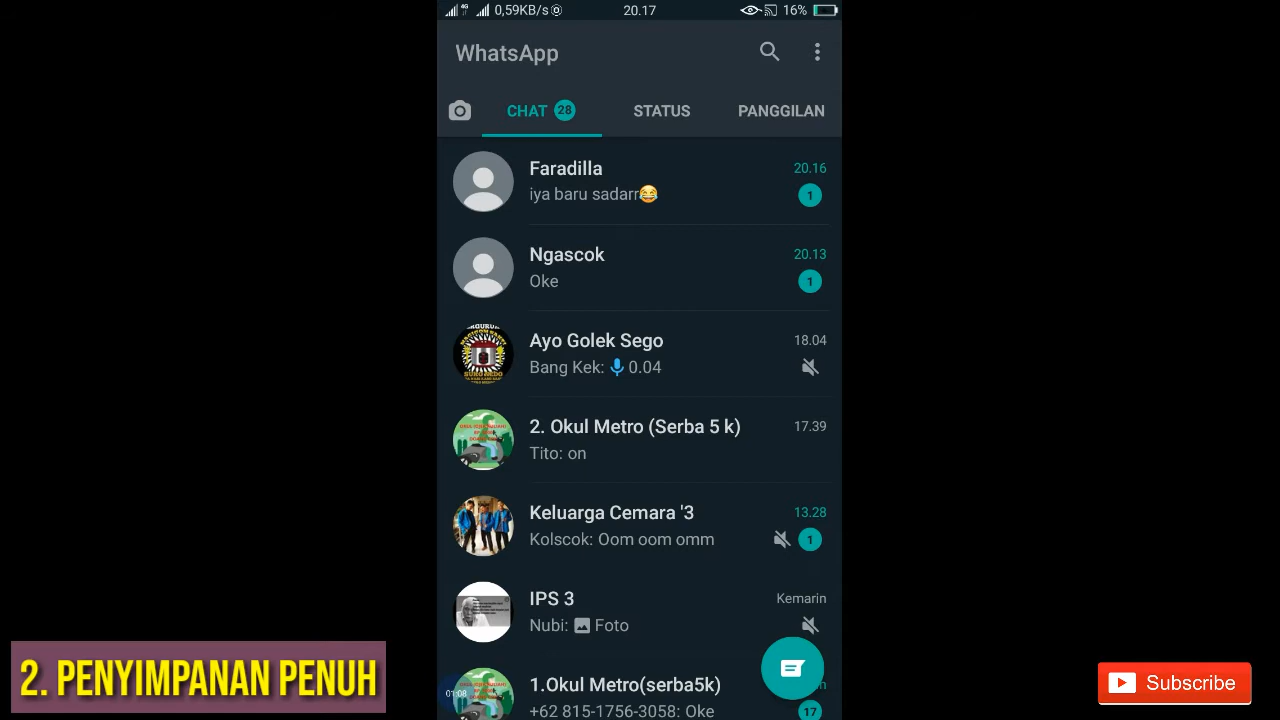 4G 0,59KB/s 20.17 16%
WhatsApp
CHAT 28 STATUS PANGGILAN
Faradilla 20.16
iya baru sadarr😂 1
Ngascok 20.13
Oke 1
Ayo Golek Sego 18.04
Bang Kek: 0.04
2. Okul Metro (Serba 5 k) 17.39
Tito: on
Keluarga Cemara '3 13.28
Kolscok: Oom oom omm 1
IPS 3 Kemarin
Nubi: Foto
1.Okul Metro(serba5k)
+62 815-1756-3058: Oke 17
01:08
2. PENYIMPANAN PENUH
Subscribe